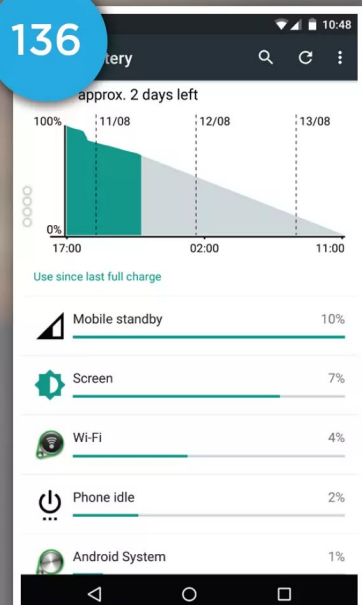 136
10:48
tery
approx. 2 days left
100%
11/08
12/08
13/08
0%
17:00
02:00
11:00
Use since last full charge
Mobile standby
10%
Screen
7%
Wi-Fi
4%
Phone idle
2%
Android System
1%